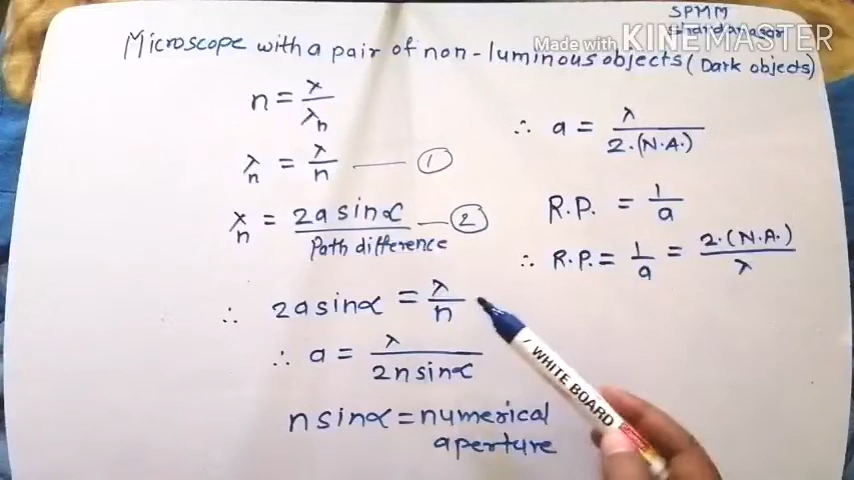 SPMM
Made with KINEMASTER
Microscope with a pair of non-luminous objects (Dark objects)
n = λ / λn
λn = λ / n — 1
λn = 2a sinα / Path difference — 2
∴ 2a sinα = λ / n
∴ a = λ / 2n sinα
n sinα = numerical
aperture
∴ a = λ / 2.(N.A.)
R.P. = 1 / a
∴ R.P. = 1 / a = 2.(N.A.) / λ
WHITE BOARD